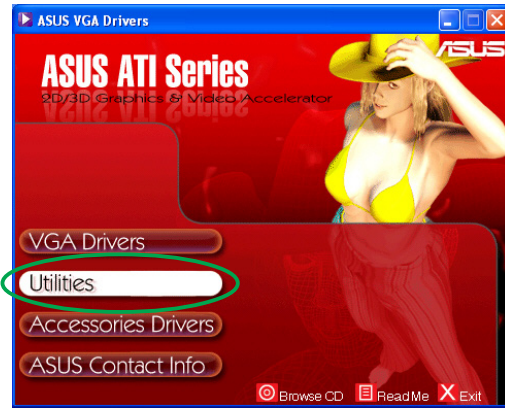 ASUS VGA Drivers
ASUS
ASUS ATI Series
2D/3D Graphics & Video Accelerator
VGA Drivers
Utilities
Accessories Drivers
ASUS Contact Info
Browse CD ReadMe Exit